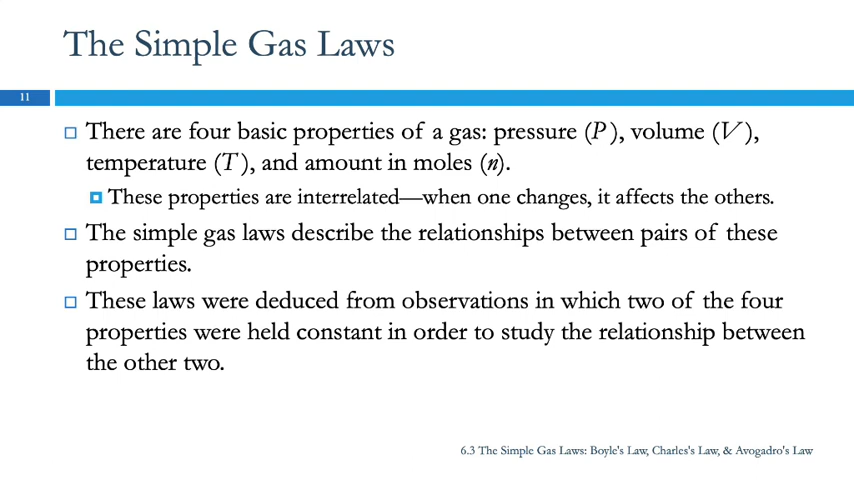 The Simple Gas Laws
11
There are four basic properties of a gas: pressure (P), volume (V),
temperature (T), and amount in moles (n).
These properties are interrelated—when one changes, it affects the others.
The simple gas laws describe the relationships between pairs of these
properties.
These laws were deduced from observations in which two of the four
properties were held constant in order to study the relationship between
the other two.
6.3 The Simple Gas Laws: Boyle's Law, Charles's Law, & Avogadro's Law